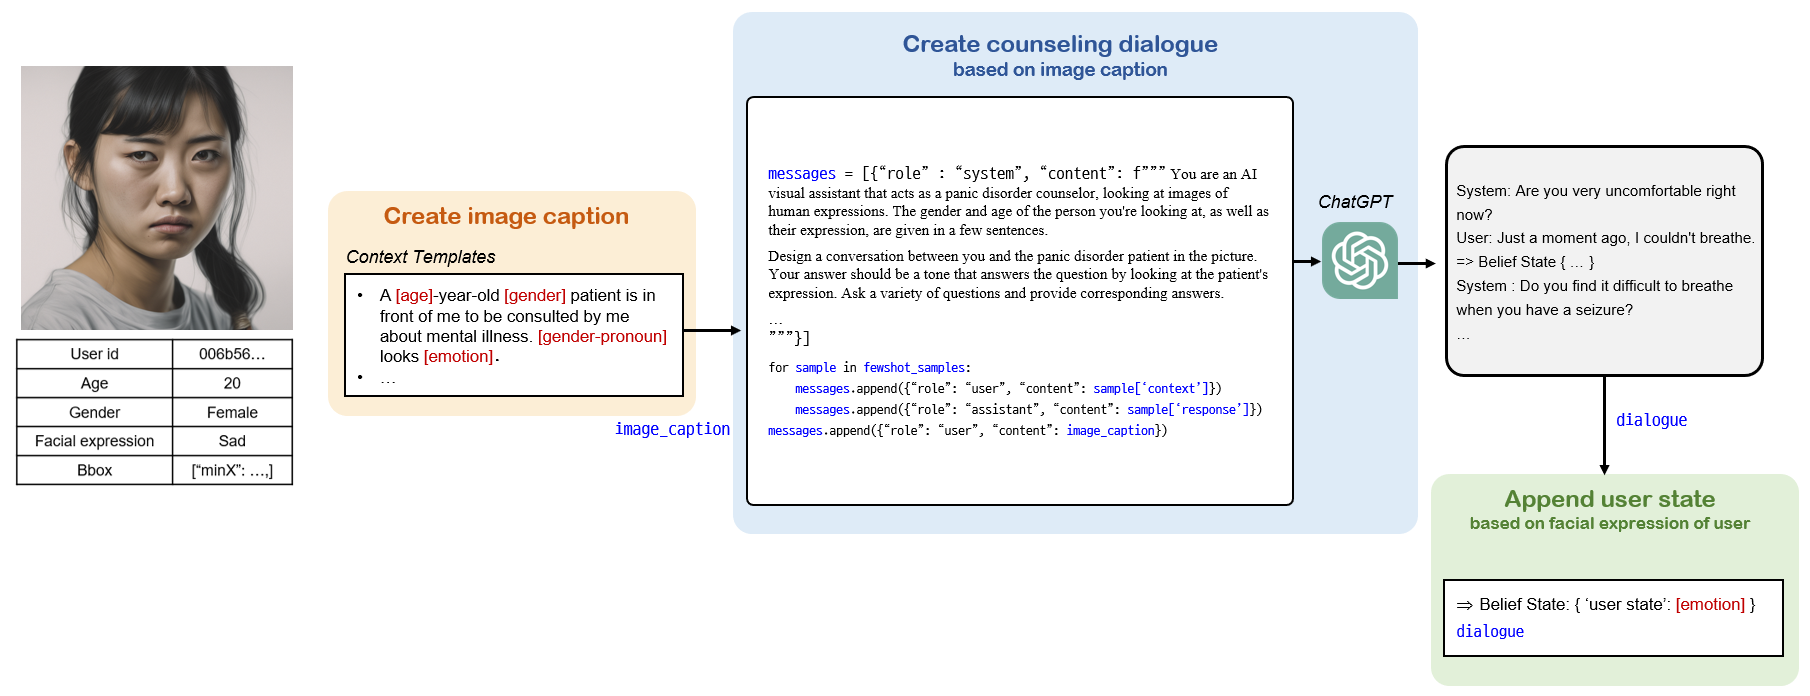 User id 006b56…
Age 20
Gender Female
Facial expression Sad
Bbox [“minX”: …,]
Create image caption
Context Templates
• A [age]-year-old [gender] patient is in
front of me to be consulted by me
about mental illness. [gender-pronoun]
looks [emotion].
• …
image_caption
Create counseling dialogue
based on image caption
messages = [{“role” : “system”, “content”: f””” You are an AI
visual assistant that acts as a panic disorder counselor, looking at images of
human expressions. The gender and age of the person you're looking at, as well as
their expression, are given in a few sentences.
Design a conversation between you and the panic disorder patient in the picture.
Your answer should be a tone that answers the question by looking at the patient's
expression. Ask a variety of questions and provide corresponding answers.
…
”””}]
for sample in fewshot_samples:
messages.append({“role”: “user”, “content”: sample[‘context’]})
messages.append({“role”: “assistant”, “content”: sample[‘response’]})
messages.append({“role”: “user”, “content”: image_caption})
ChatGPT
System: Are you very uncomfortable right
now?
User: Just a moment ago, I couldn't breathe.
=> Belief State { … }
System : Do you find it difficult to breathe
when you have a seizure?
…
dialogue
Append user state
based on facial expression of user
⇒ Belief State: { ‘user state’: [emotion] }
dialogue